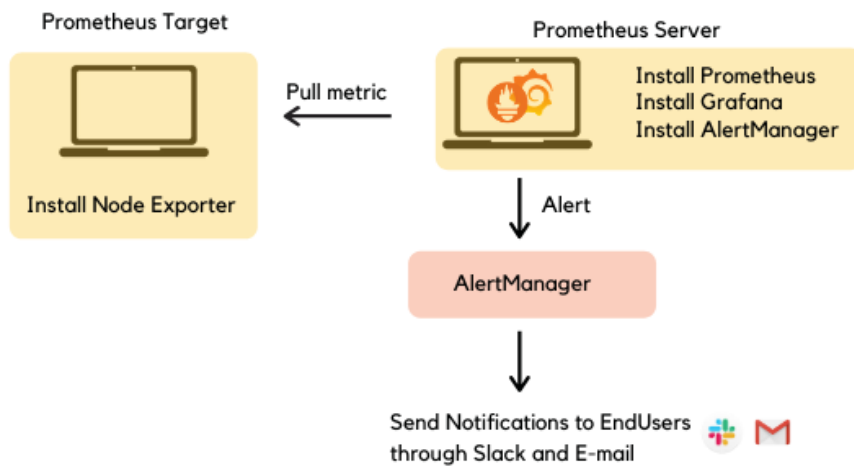 Prometheus Target
Prometheus Server
Install Prometheus
Install Grafana
Install AlertManager
Pull metric
Install Node Exporter
Alert
AlertManager
Send Notifications to EndUsers
through Slack and E-mail